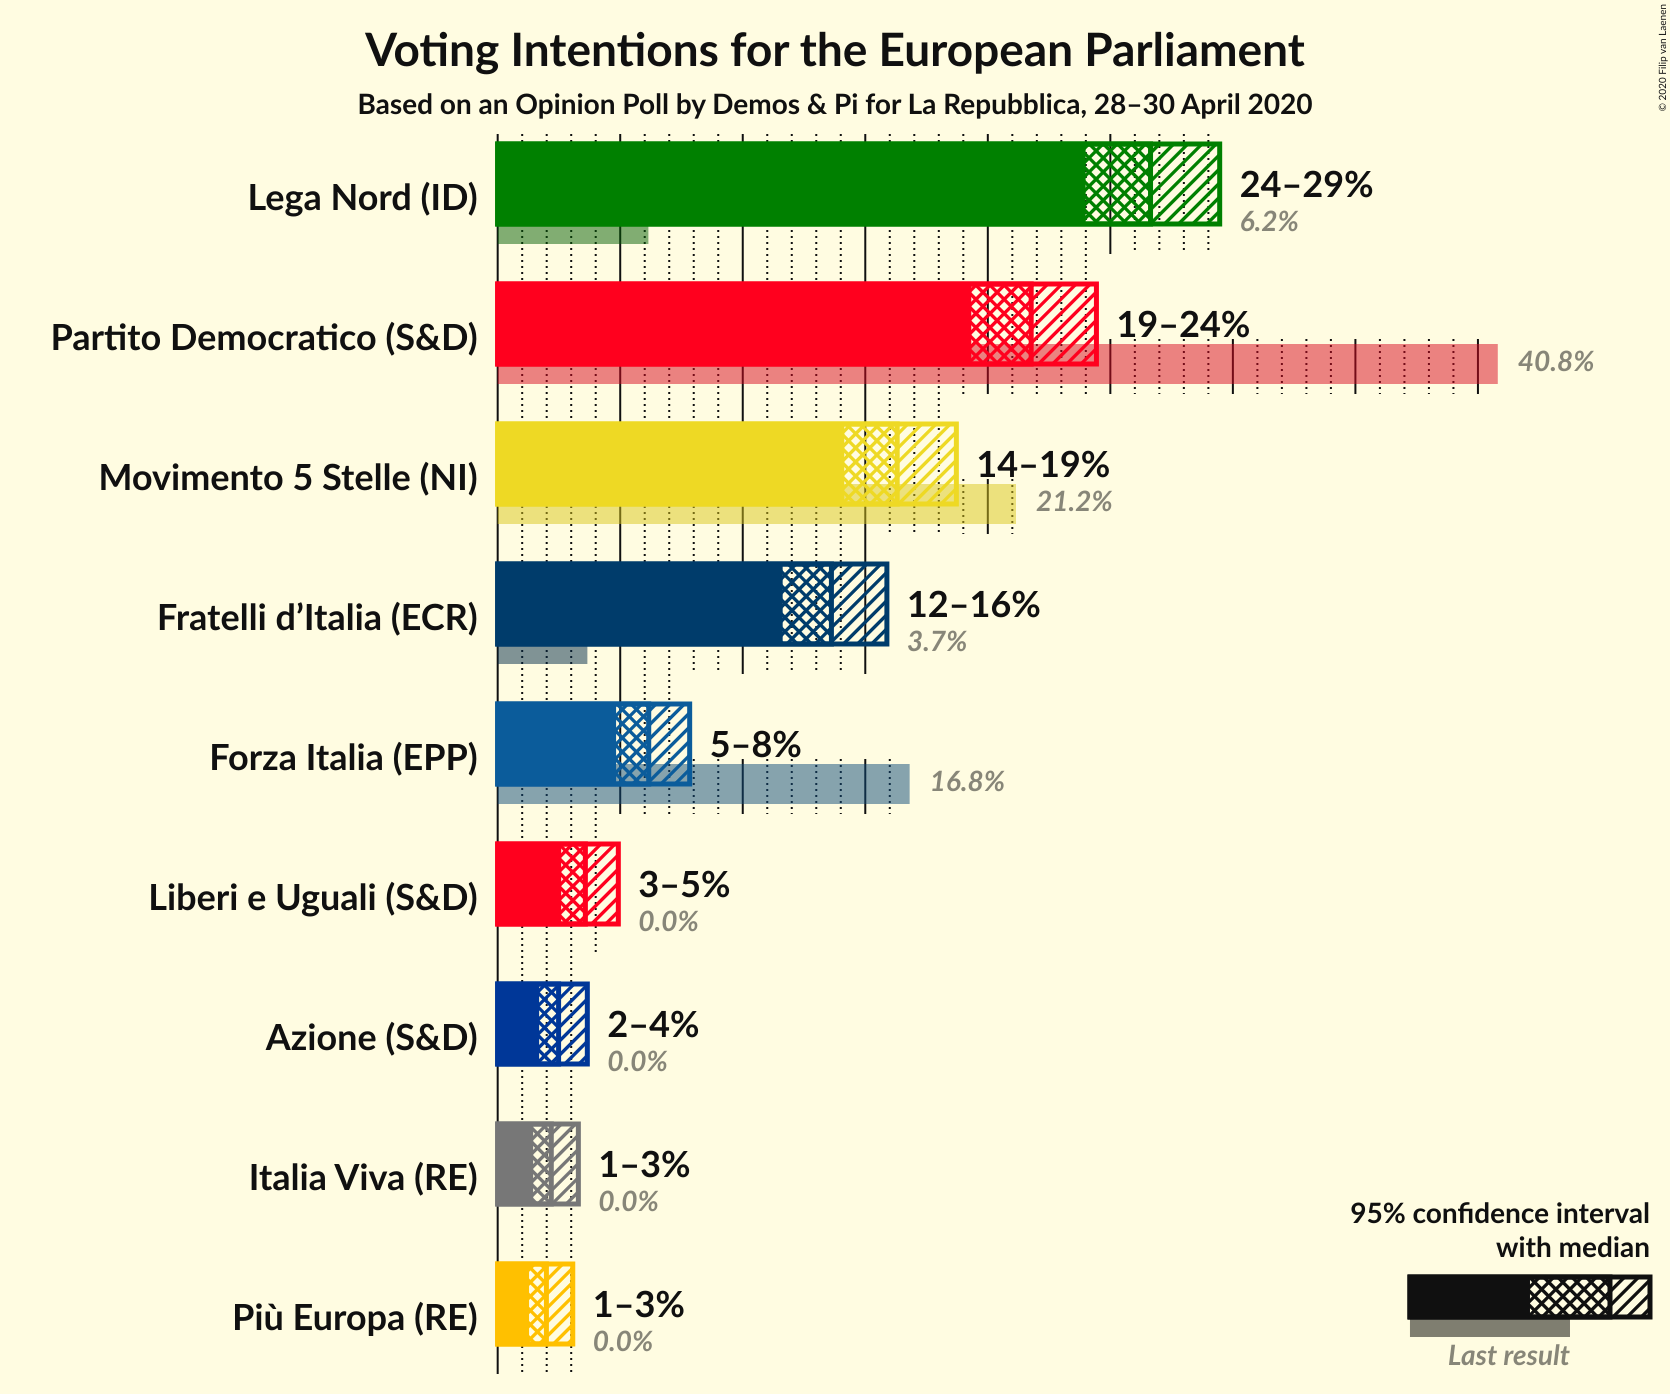 Voting Intentions for the European Parliament
Based on an Opinion Poll by Demos & Pi for La Repubblica, 28–30 April 2020
© 2020 Filip van Laenen
Lega Nord (ID)
24–29%
6.2%
Partito Democratico (S&D)
19–24%
40.8%
Movimento 5 Stelle (NI)
14–19%
21.2%
Fratelli d’Italia (ECR)
12–16%
3.7%
Forza Italia (EPP)
5–8%
16.8%
Liberi e Uguali (S&D)
3–5%
0.0%
Azione (S&D)
2–4%
0.0%
Italia Viva (RE)
1–3%
0.0%
Più Europa (RE)
1–3%
0.0%
95% confidence interval
with median
Last result